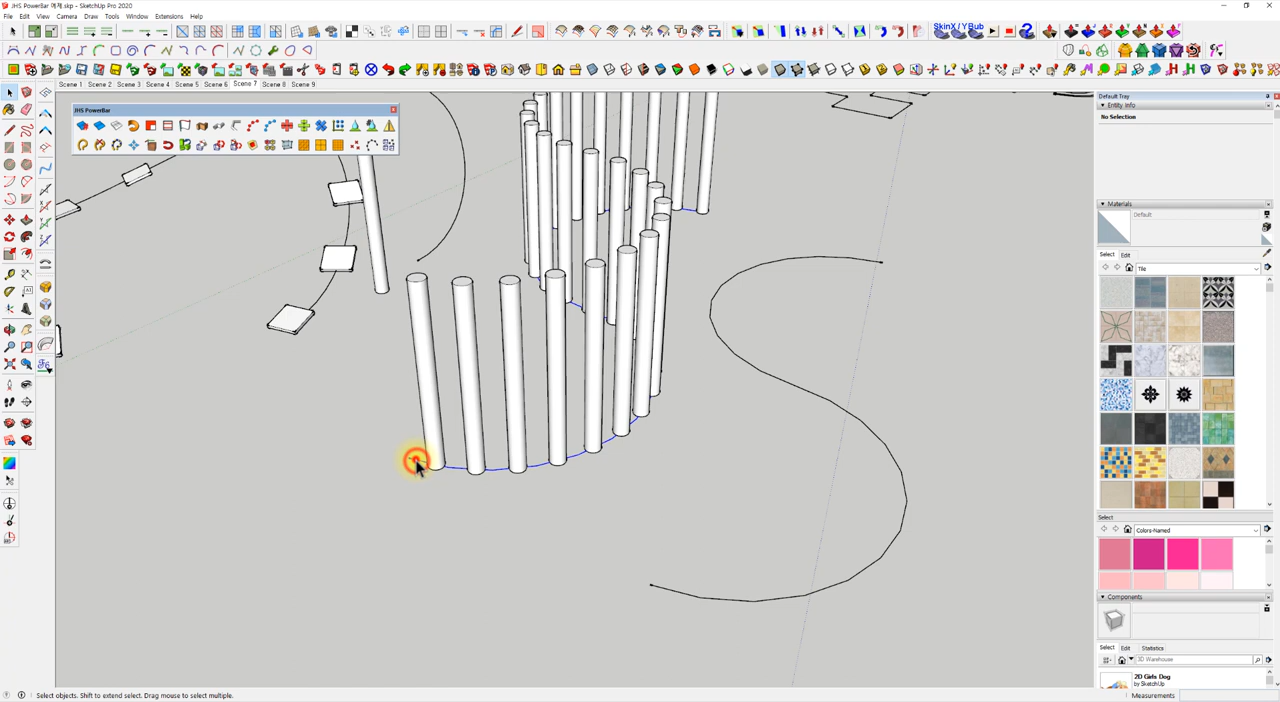 JHS PowerBar 예제.skp - SketchUp Pro 2020
File Edit View Camera Draw Tools Window Extensions Help
SkinX/YBub
Scene 1 Scene 2 Scene 3 Scene 4 Scene 5 Scene 6 Scene 7 Scene 8 Scene 9
JHS PowerBar
Default Tray
Entity Info
No Selection
Materials
Default
Select Edit
Tile
Select
Colors-Named
Components
Select Edit Statistics
3D Warehouse
2D Girls Dog
by SketchUp
Select objects. Shift to extend select. Drag mouse to select multiple.
Measurements